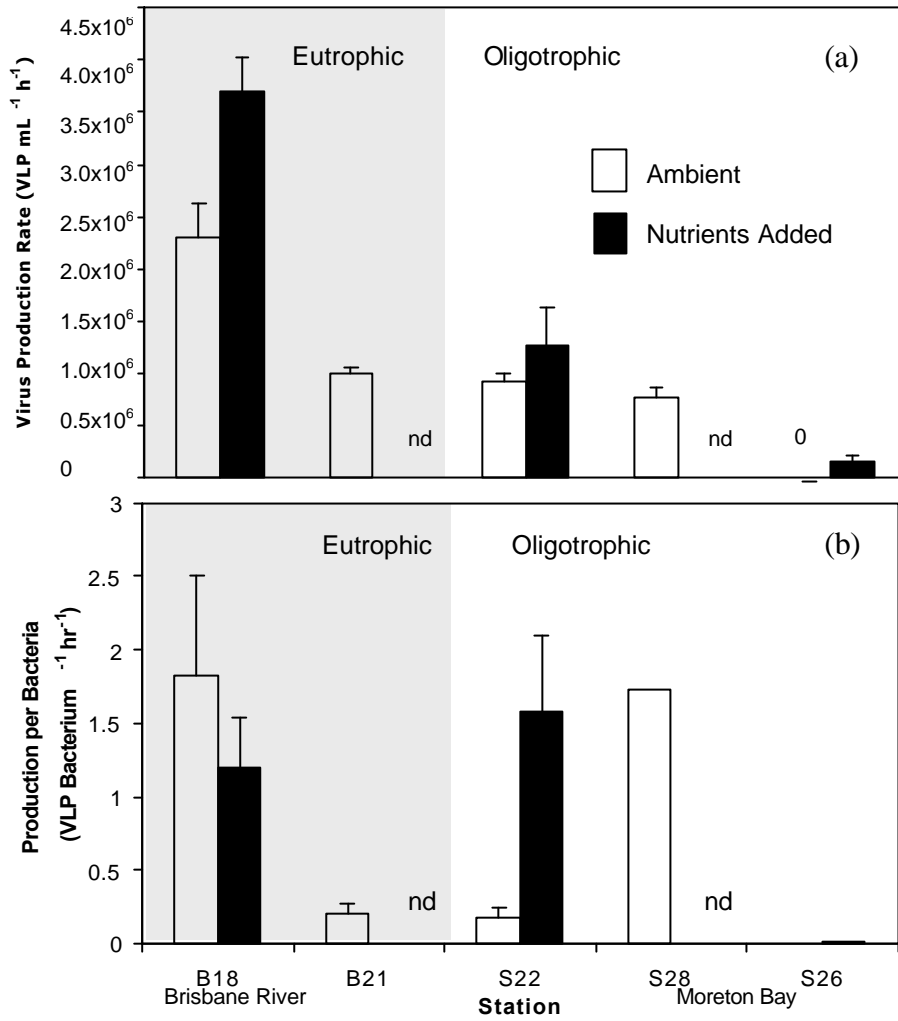 4.5x10⁶
4.0x10⁶
3.5x10⁶
3.0x10⁶
2.5x10⁶
2.0x10⁶
1.5x10⁶
1.0x10⁶
0.5x10⁶
0
Virus Production Rate (VLP mL ⁻¹ h⁻¹)
Eutrophic
Oligotrophic
(a)
Ambient
Nutrients Added
nd
nd
0
3
2.5
2
1.5
1
0.5
0
Production per Bacteria
(VLP Bacterium ⁻¹ hr⁻¹)
Eutrophic
Oligotrophic
(b)
nd
nd
B18
B21
S22
S28
S26
Brisbane River
Station
Moreton Bay